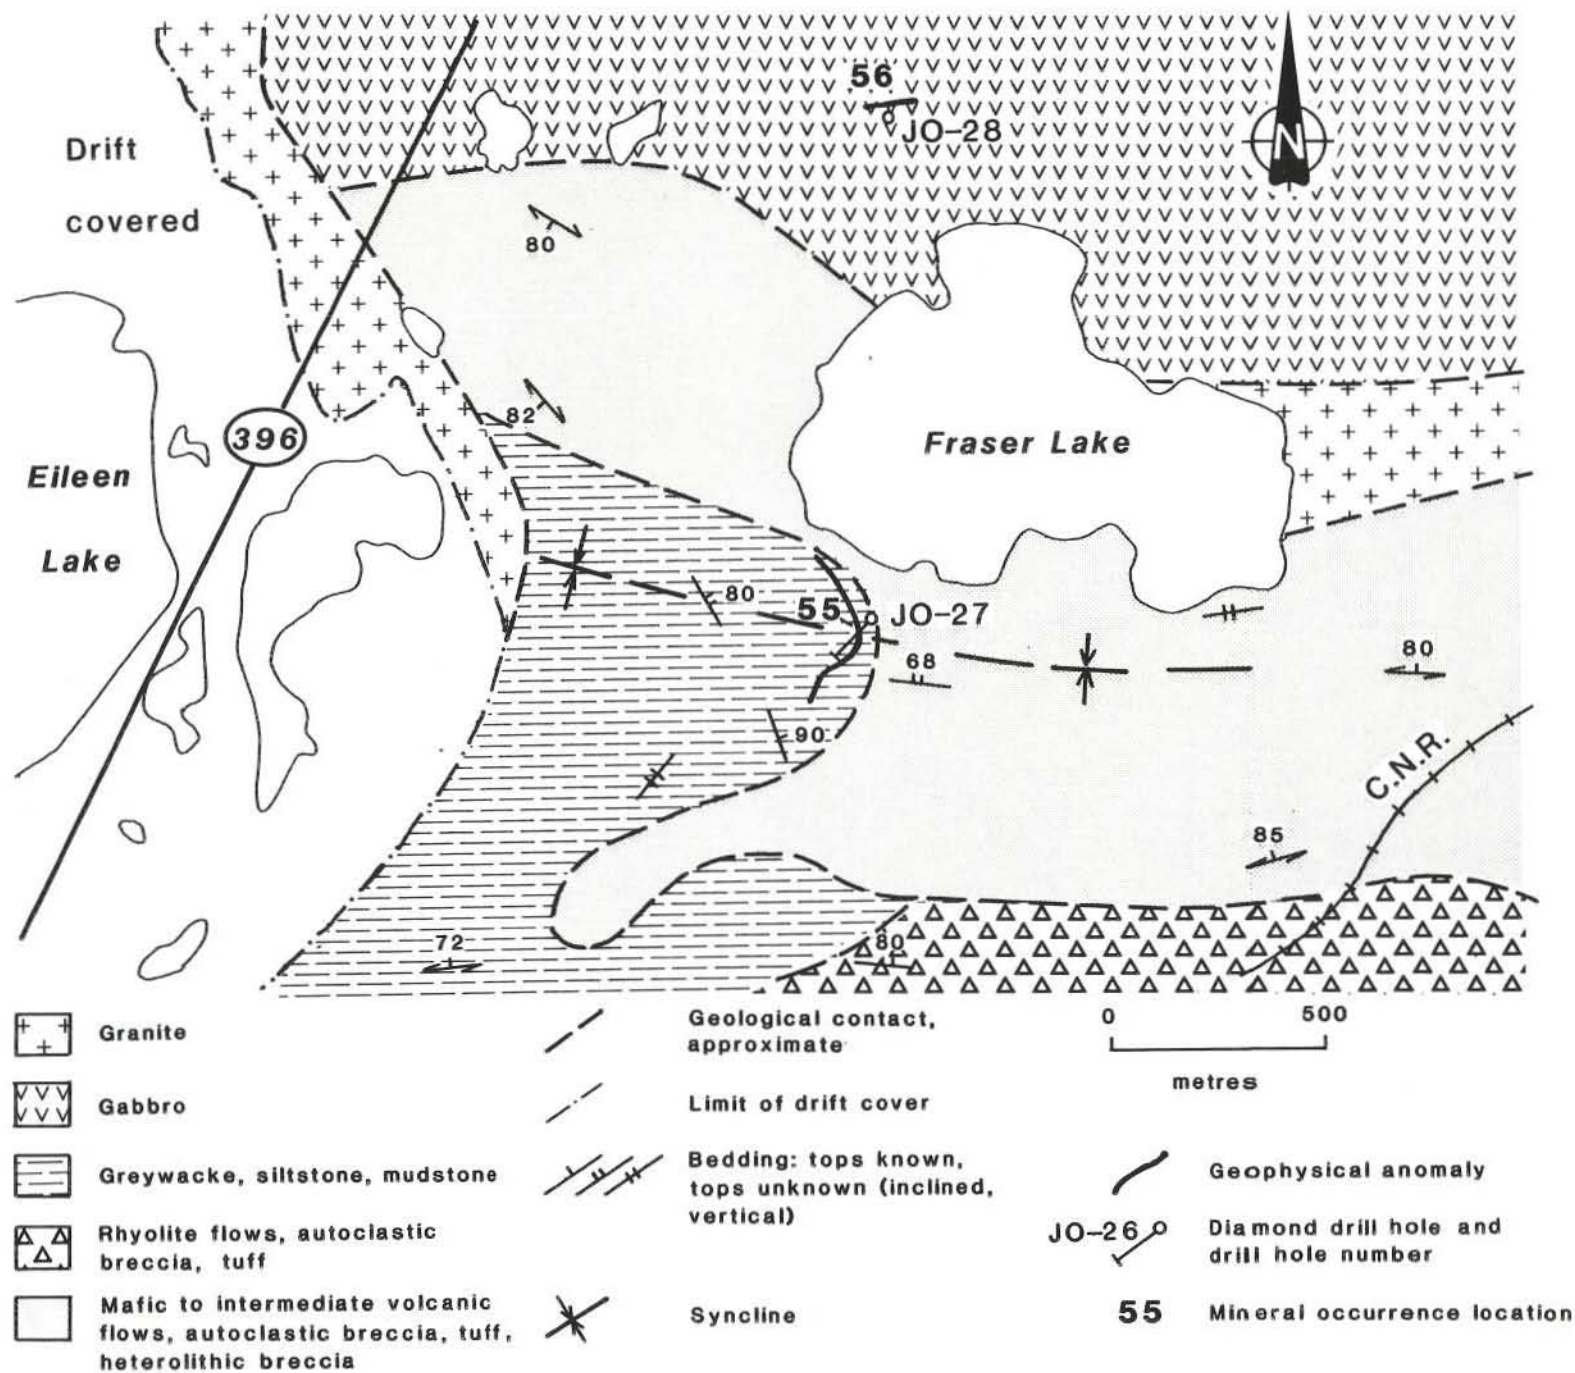 56
JO-28
N
Drift
covered
80
82
396
Fraser Lake
Eileen
Lake
80
55
JO-27
68
80
90
C.N.R.
85
72
80
0 500
metres
Granite
Gabbro
Greywacke, siltstone, mudstone
Rhyolite flows, autoclastic
breccia, tuff
Mafic to intermediate volcanic
flows, autoclastic breccia, tuff,
heterolithic breccia
Geological contact,
approximate
Limit of drift cover
Bedding: tops known,
tops unknown (inclined,
vertical)
Syncline
Geophysical anomaly
JO-26
Diamond drill hole and
drill hole number
55
Mineral occurrence location